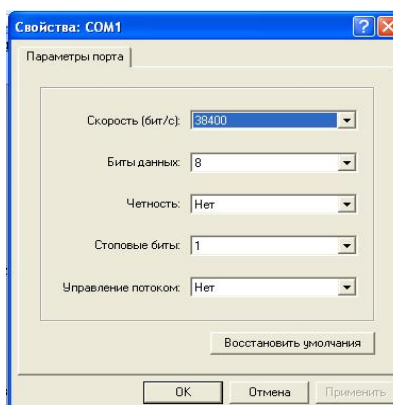 Свойства: COM1
Параметры порта
Скорость (бит/с): 38400
Биты данных: 8
Четность: Нет
Стоповые биты: 1
Управление потоком: Нет
Восстановить умолчания
OK Отмена Применить